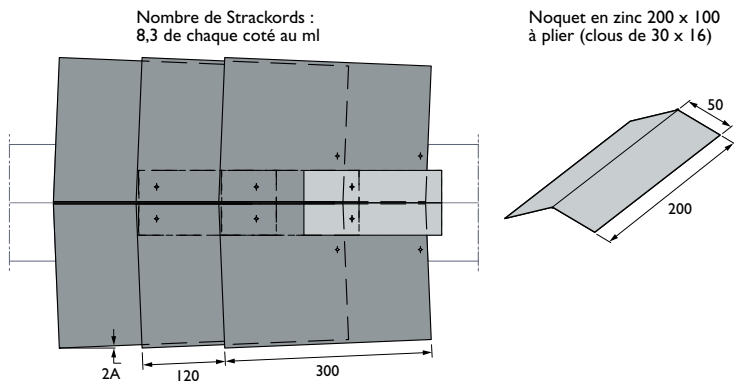 Nombre de Strackords :
8,3 de chaque coté au ml
Noquet en zinc 200 x 100
à plier (clous de 30 x 16)
50
200
2A
120
300